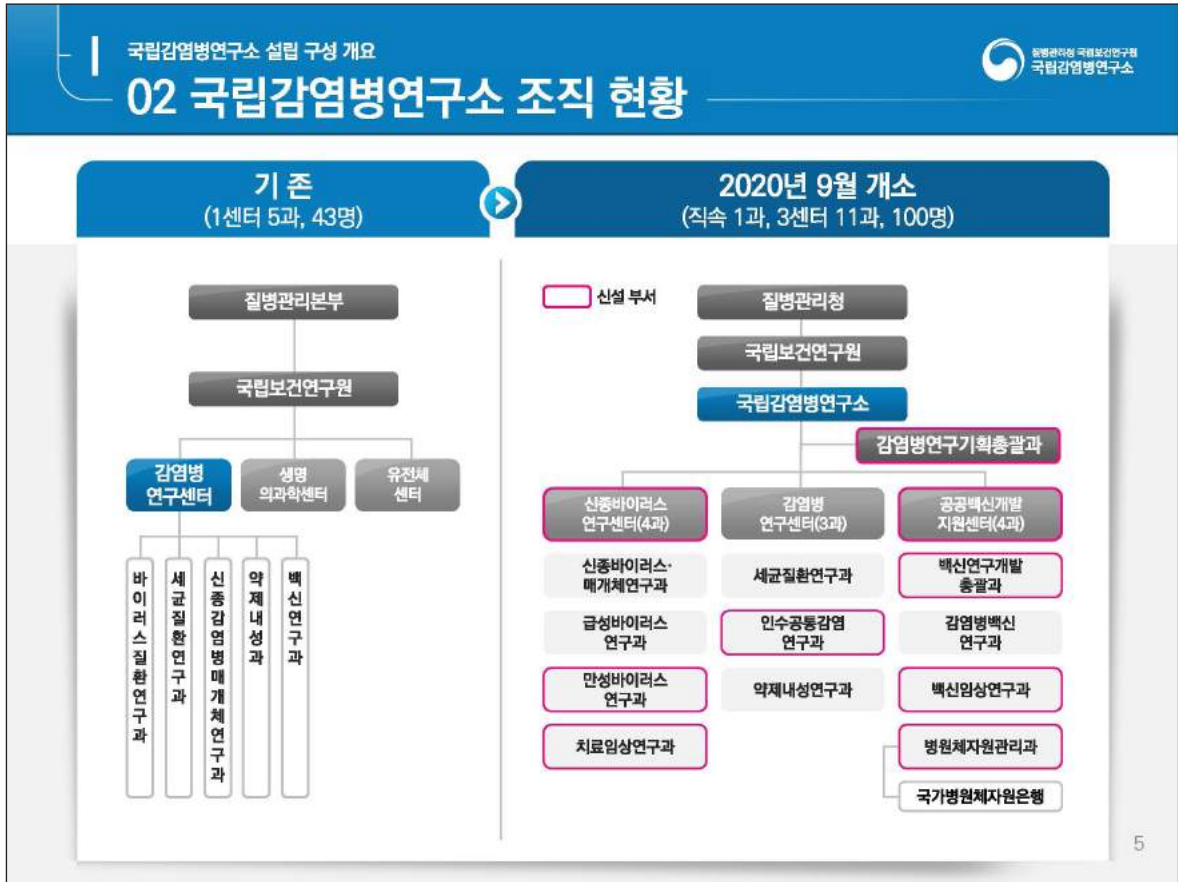 국립감염병연구소 설립 구성 개요
02 국립감염병연구소 조직 현황
질병관리청 국립보건연구원
국립감염병연구소
기 존
(1센터 5과, 43명)
2020년 9월 개소
(직속 1과, 3센터 11과, 100명)
질병관리본부
국립보건연구원
감염병
연구센터
생명
의과학센터
유전체
센터
바이러스질환연구과
세균질환연구과
신종감염병매개체연구과
약제내성과
백신연구과
신설 부서
질병관리청
국립보건연구원
국립감염병연구소
감염병연구기획총괄과
신종바이러스
연구센터(4과)
신종바이러스·
매개체연구과
급성바이러스
연구과
만성바이러스
연구과
치료임상연구과
감염병
연구센터(3과)
세균질환연구과
인수공통감염
연구과
약제내성연구과
공공백신개발
지원센터(4과)
백신연구개발
총괄과
감염병백신
연구과
백신임상연구과
병원체자원관리과
국가병원체자원은행
5